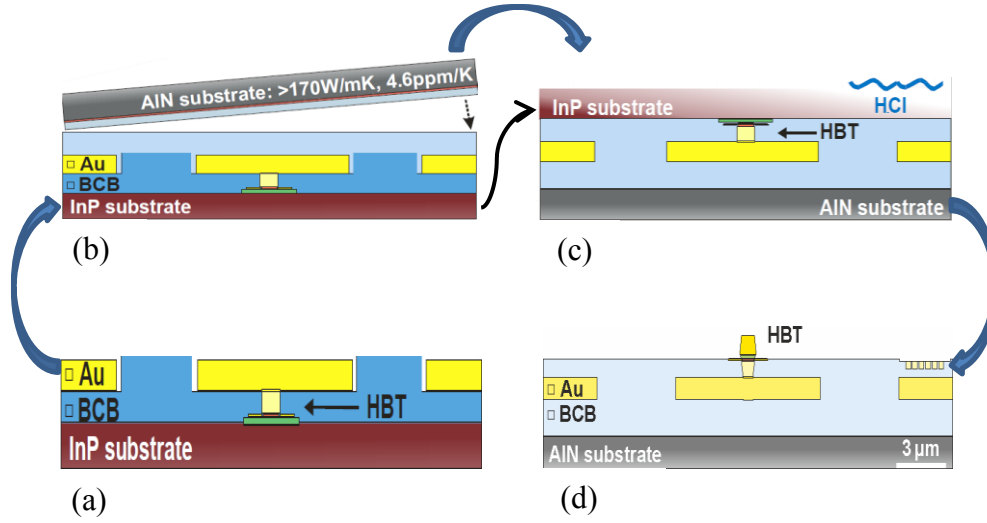 AlN substrate: >170W/mK, 4.6ppm/K
□ Au
□ BCB
InP substrate
(b)
InP substrate
HCl
HBT
AlN substrate
(c)
□ Au
□ BCB
HBT
InP substrate
(a)
HBT
□ Au
□ BCB
AlN substrate
3 µm
(d)